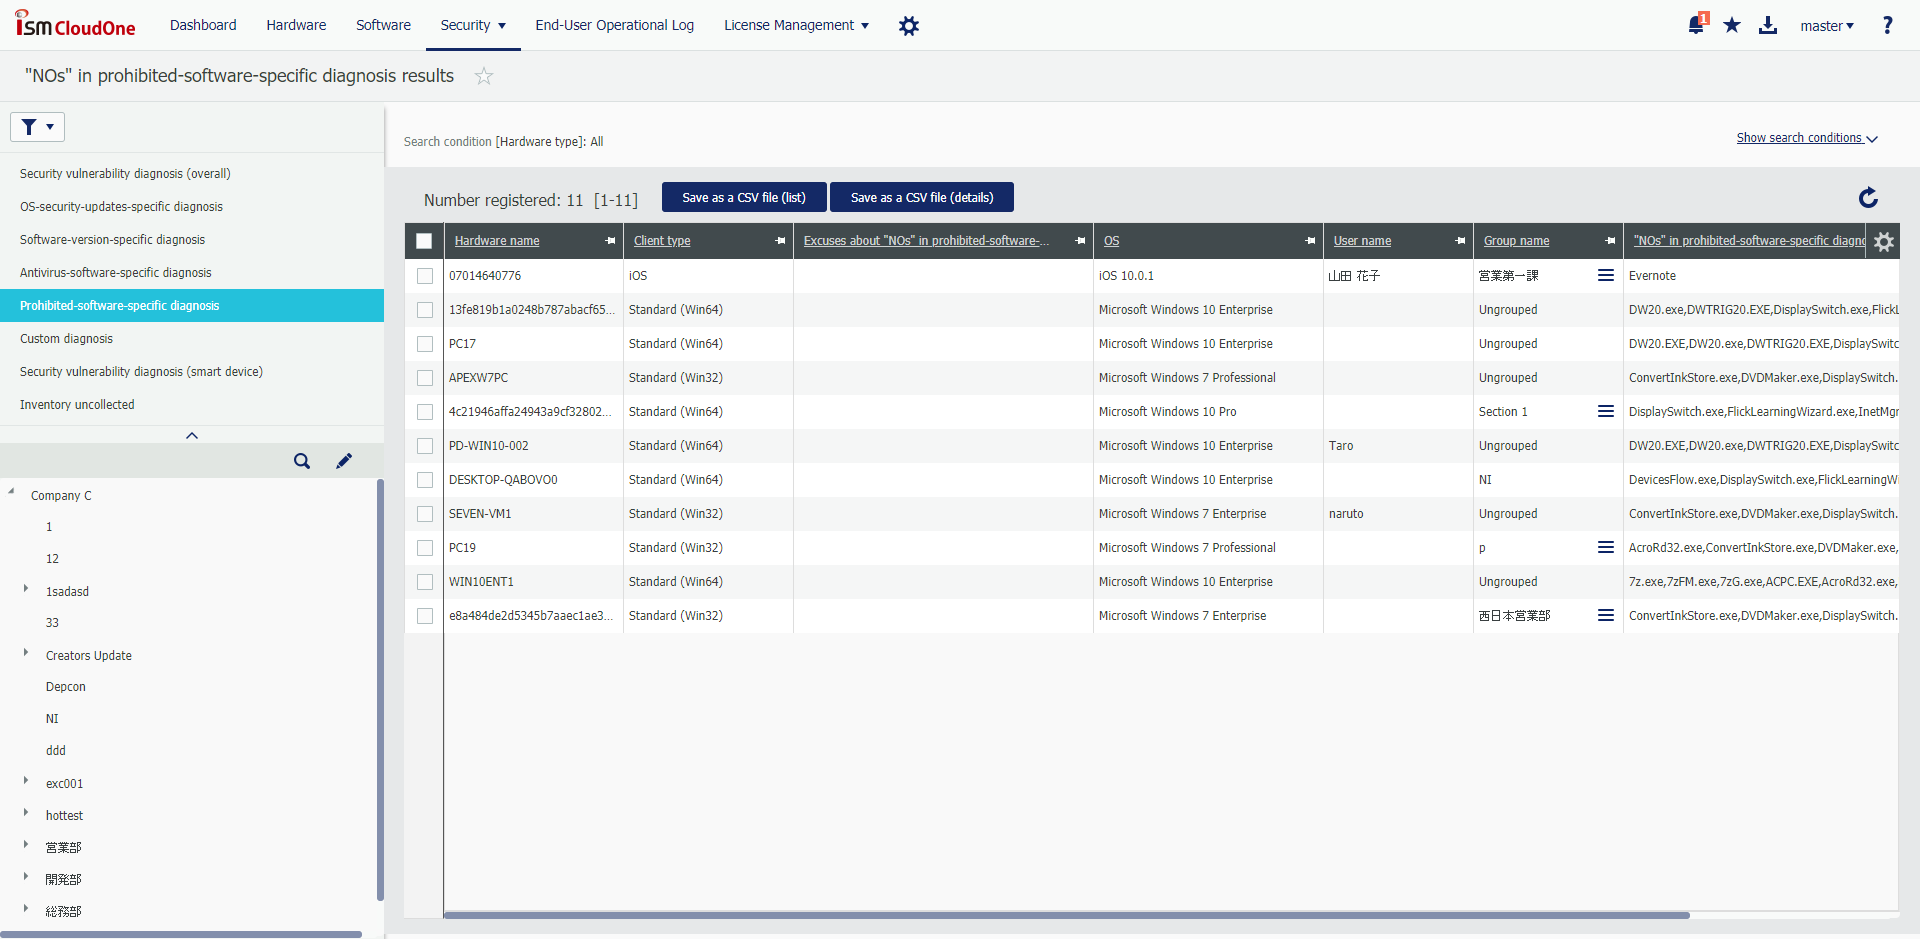 ism CloudOne Dashboard Hardware Software Security End-User Operational Log License Management 1 master ?
"NOs" in prohibited-software-specific diagnosis results
Search condition [Hardware type]: All
Show search conditions
Security vulnerability diagnosis (overall)
OS-security-updates-specific diagnosis
Software-version-specific diagnosis
Antivirus-software-specific diagnosis
Prohibited-software-specific diagnosis
Custom diagnosis
Security vulnerability diagnosis (smart device)
Inventory uncollected
Company C
1
12
1sadasd
33
Creators Update
Depcon
NI
ddd
exc001
hottest
営業部
開発部
総務部
Number registered: 11 [1-11] Save as a CSV file (list) Save as a CSV file (details)
Hardware name Client type Excuses about "NOs" in prohibited-software-... OS User name Group name "NOs" in prohibited-software-specific diagno
07014640776 iOS iOS 10.0.1 山田 花子 営業第一課 Evernote
13fe819b1a0248b787abacf65... Standard (Win64) Microsoft Windows 10 Enterprise Ungrouped DW20.exe,DWTRIG20.EXE,DisplaySwitch.exe,FlickL
PC17 Standard (Win64) Microsoft Windows 10 Enterprise Ungrouped DW20.EXE,DW20.exe,DWTRIG20.EXE,DisplaySwitc
APEXW7PC Standard (Win32) Microsoft Windows 7 Professional Ungrouped ConvertInkStore.exe,DVDMaker.exe,DisplaySwitch.
4c21946affa24943a9cf32802... Standard (Win64) Microsoft Windows 10 Pro Section 1 DisplaySwitch.exe,FlickLearningWizard.exe,InetMgr
PD-WIN10-002 Standard (Win64) Microsoft Windows 10 Enterprise Taro Ungrouped DW20.EXE,DW20.exe,DWTRIG20.EXE,DisplaySwitc
DESKTOP-QABOVO0 Standard (Win64) Microsoft Windows 10 Enterprise NI DevicesFlow.exe,DisplaySwitch.exe,FlickLearningWi
SEVEN-VM1 Standard (Win32) Microsoft Windows 7 Enterprise naruto Ungrouped ConvertInkStore.exe,DVDMaker.exe,DisplaySwitch.
PC19 Standard (Win32) Microsoft Windows 7 Professional p AcroRd32.exe,ConvertInkStore.exe,DVDMaker.exe,
WIN10ENT1 Standard (Win64) Microsoft Windows 10 Enterprise Ungrouped 7z.exe,7zFM.exe,7zG.exe,ACPC.EXE,AcroRd32.exe,
e8a484de2d5345b7aaec1ae3... Standard (Win32) Microsoft Windows 7 Enterprise 西日本営業部 ConvertInkStore.exe,DVDMaker.exe,DisplaySwitch.